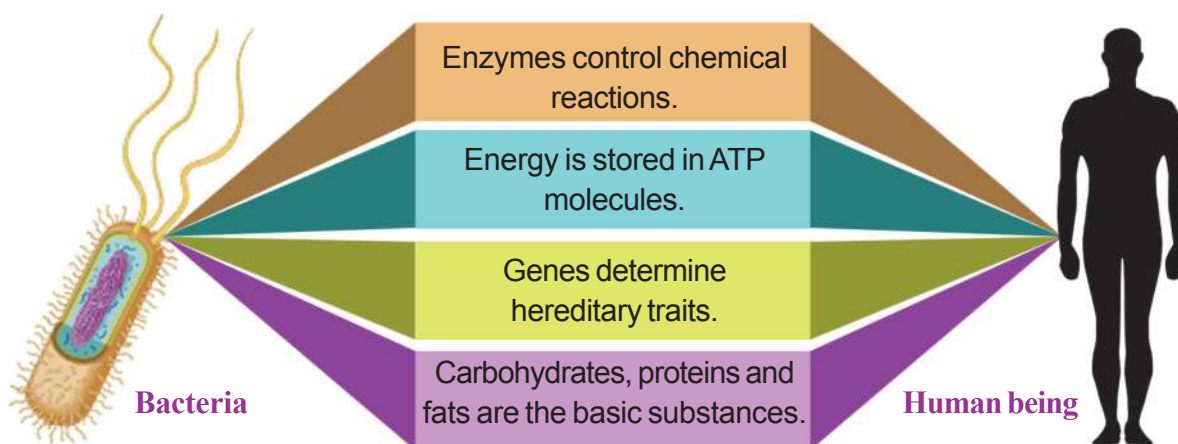 Enzymes control chemical
reactions.
Energy is stored in ATP
molecules.
Genes determine
hereditary traits.
Carbohydrates, proteins and
fats are the basic substances.
Bacteria
Human being